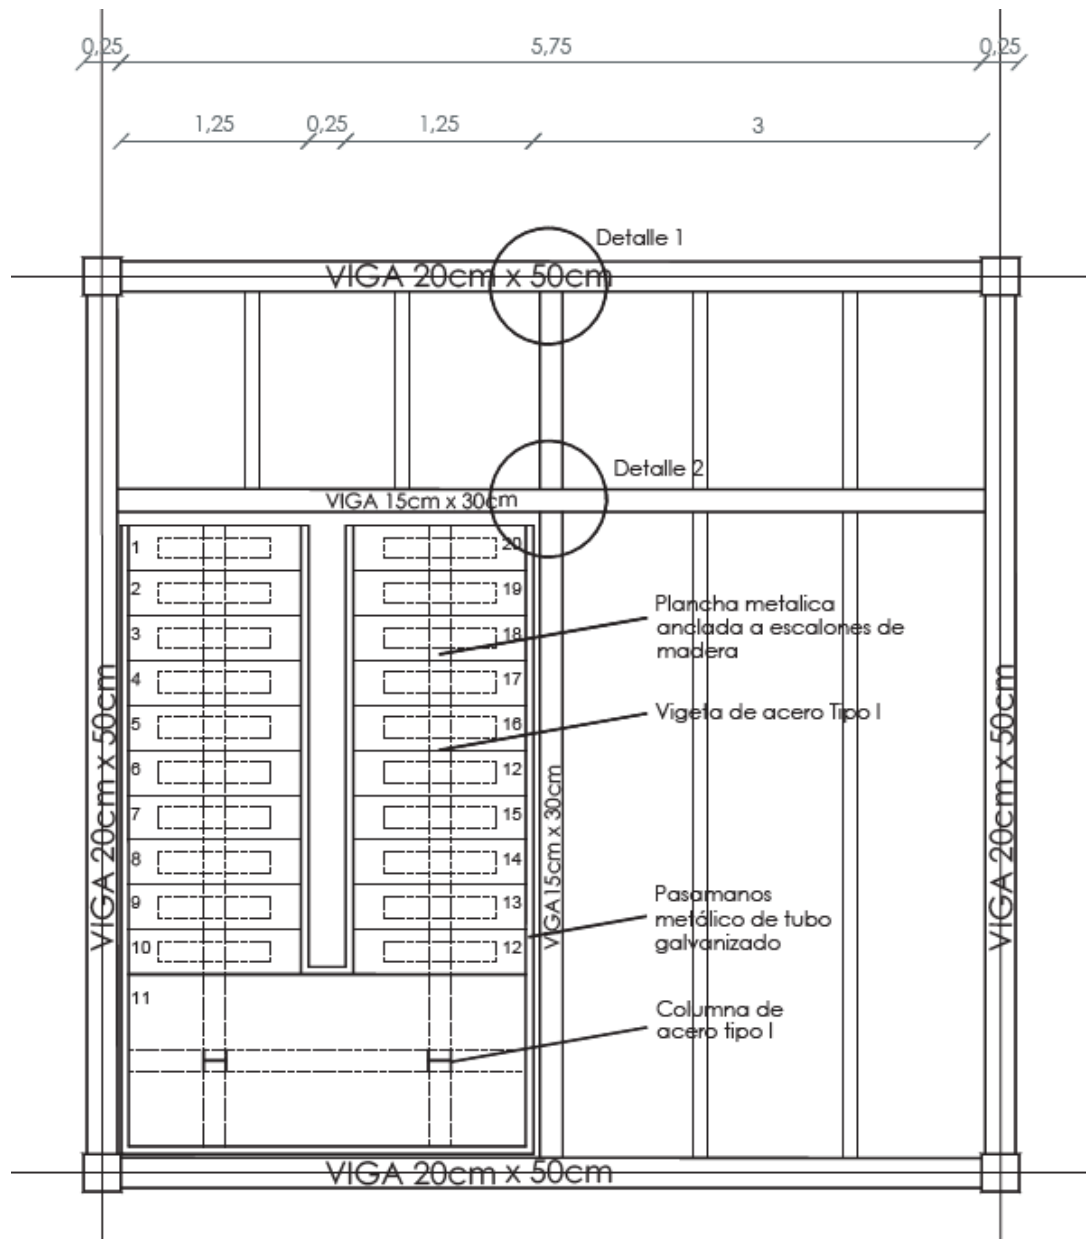 0,25
5,75
0,25
1,25
0,25
1,25
3
Detalle 1
VIGA 20cm x 50cm
Detalle 2
VIGA 15cm x 30cm
1
20
2
19
3
18
4
17
5
16
6
12
7
15
8
14
9
13
10
12
11
Plancha metalica
anclada a escalones de
madera
Vigeta de acero Tipo I
VIGA 20cm x 50cm
VIGA15cm x 30cm
VIGA 20cm x 50cm
Pasamanos
metólico de tubo
galvanizado
Columna de
acero tipo I
VIGA 20cm x 50cm